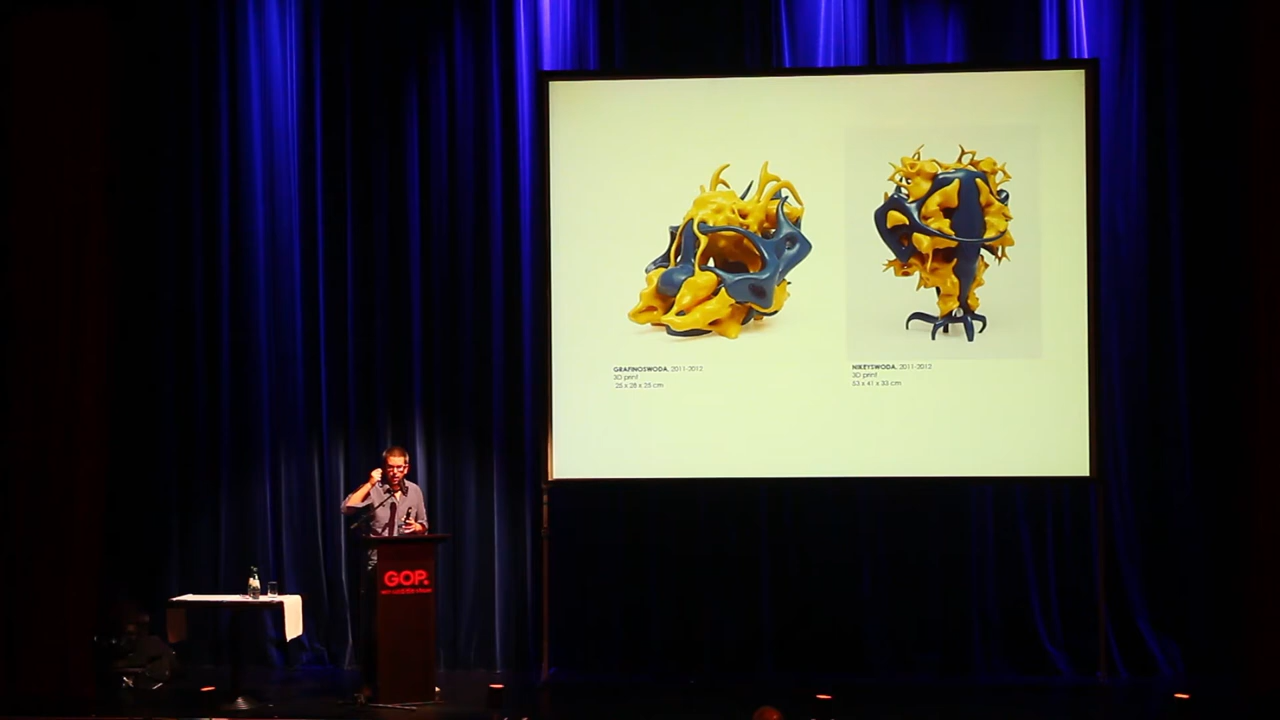 GRAFINOSWODA, 2011-2012
3D print
25 x 28 x 25 cm
NIKEYSWODA, 2011-2012
3D print
53 x 41 x 33 cm
GOP.